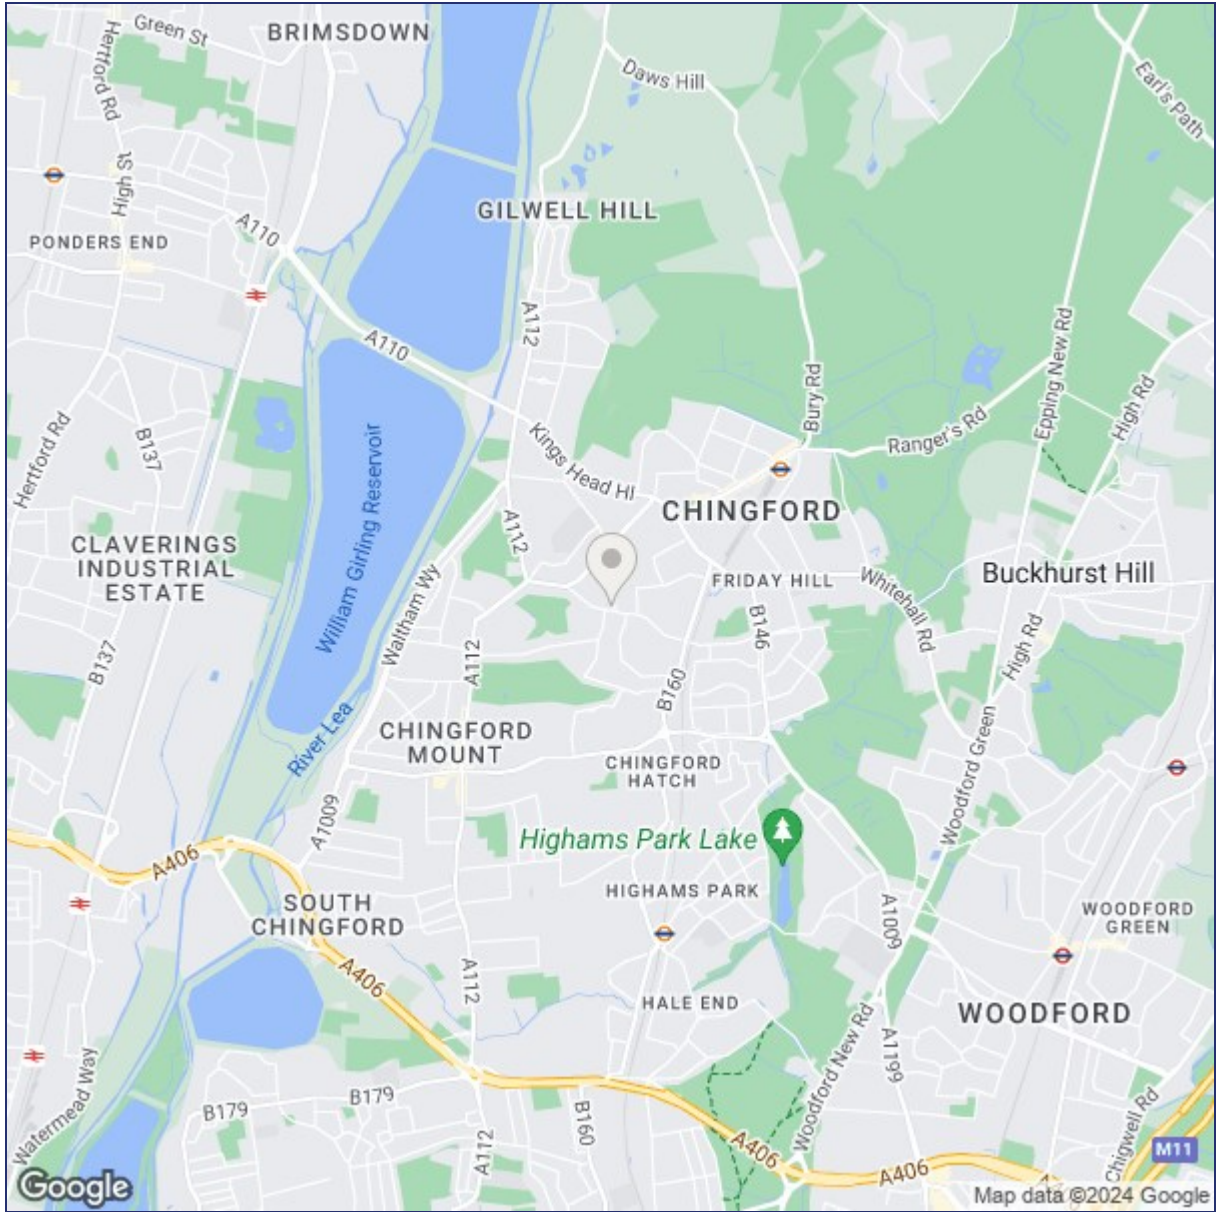 BRIMSDOWN
Green St
Hertford Rd
Daws Hill
Earl's Path
High St
GILWELL HILL
A110
PONDERS END
A112
A110
Epping New Rd
Bury Rd
High Rd
Ranger's Rd
Hertford Rd
B137
William Girling Reservoir
Kings Head Hl
CHINGFORD
A112
CLAVERINGS
INDUSTRIAL
ESTATE
Waltham Wy
FRIDAY HILL
Whitehall Rd
Buckhurst Hill
B146
High Rd
B137
A112
B160
River Lea
CHINGFORD
MOUNT
CHINGFORD
HATCH
Woodford Green
A1009
Highams Park Lake
A406
HIGHAMS PARK
SOUTH
CHINGFORD
A1009
WOODFORD
GREEN
A406
A112
HALE END
WOODFORD
Woodford New Rd
A1199
Watermead Way
B179
B179
B160
A112
A406
A406
Chigwell Rd
M11
Google
Map data ©2024 Google